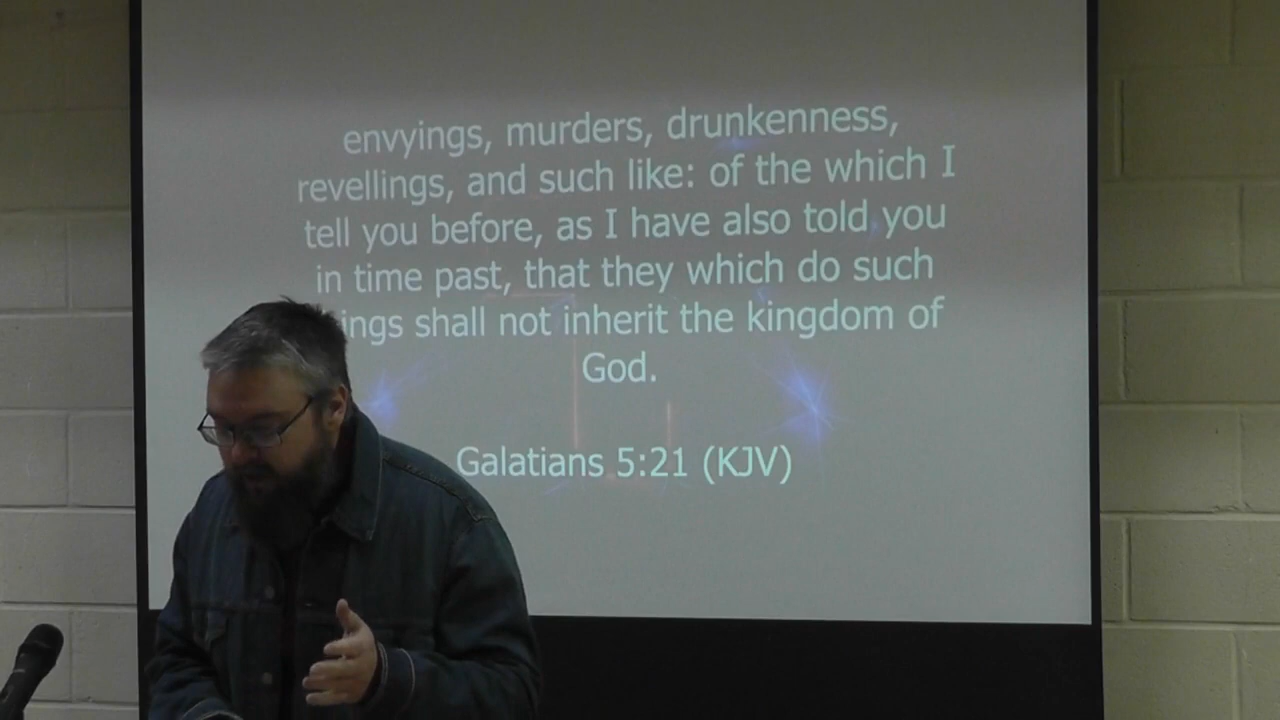 envyings, murders, drunkenness,
revellings, and such like: of the which I
tell you before, as I have also told you
in time past, that they which do such
ings shall not inherit the kingdom of
God.
Galatians 5:21 (KJV)